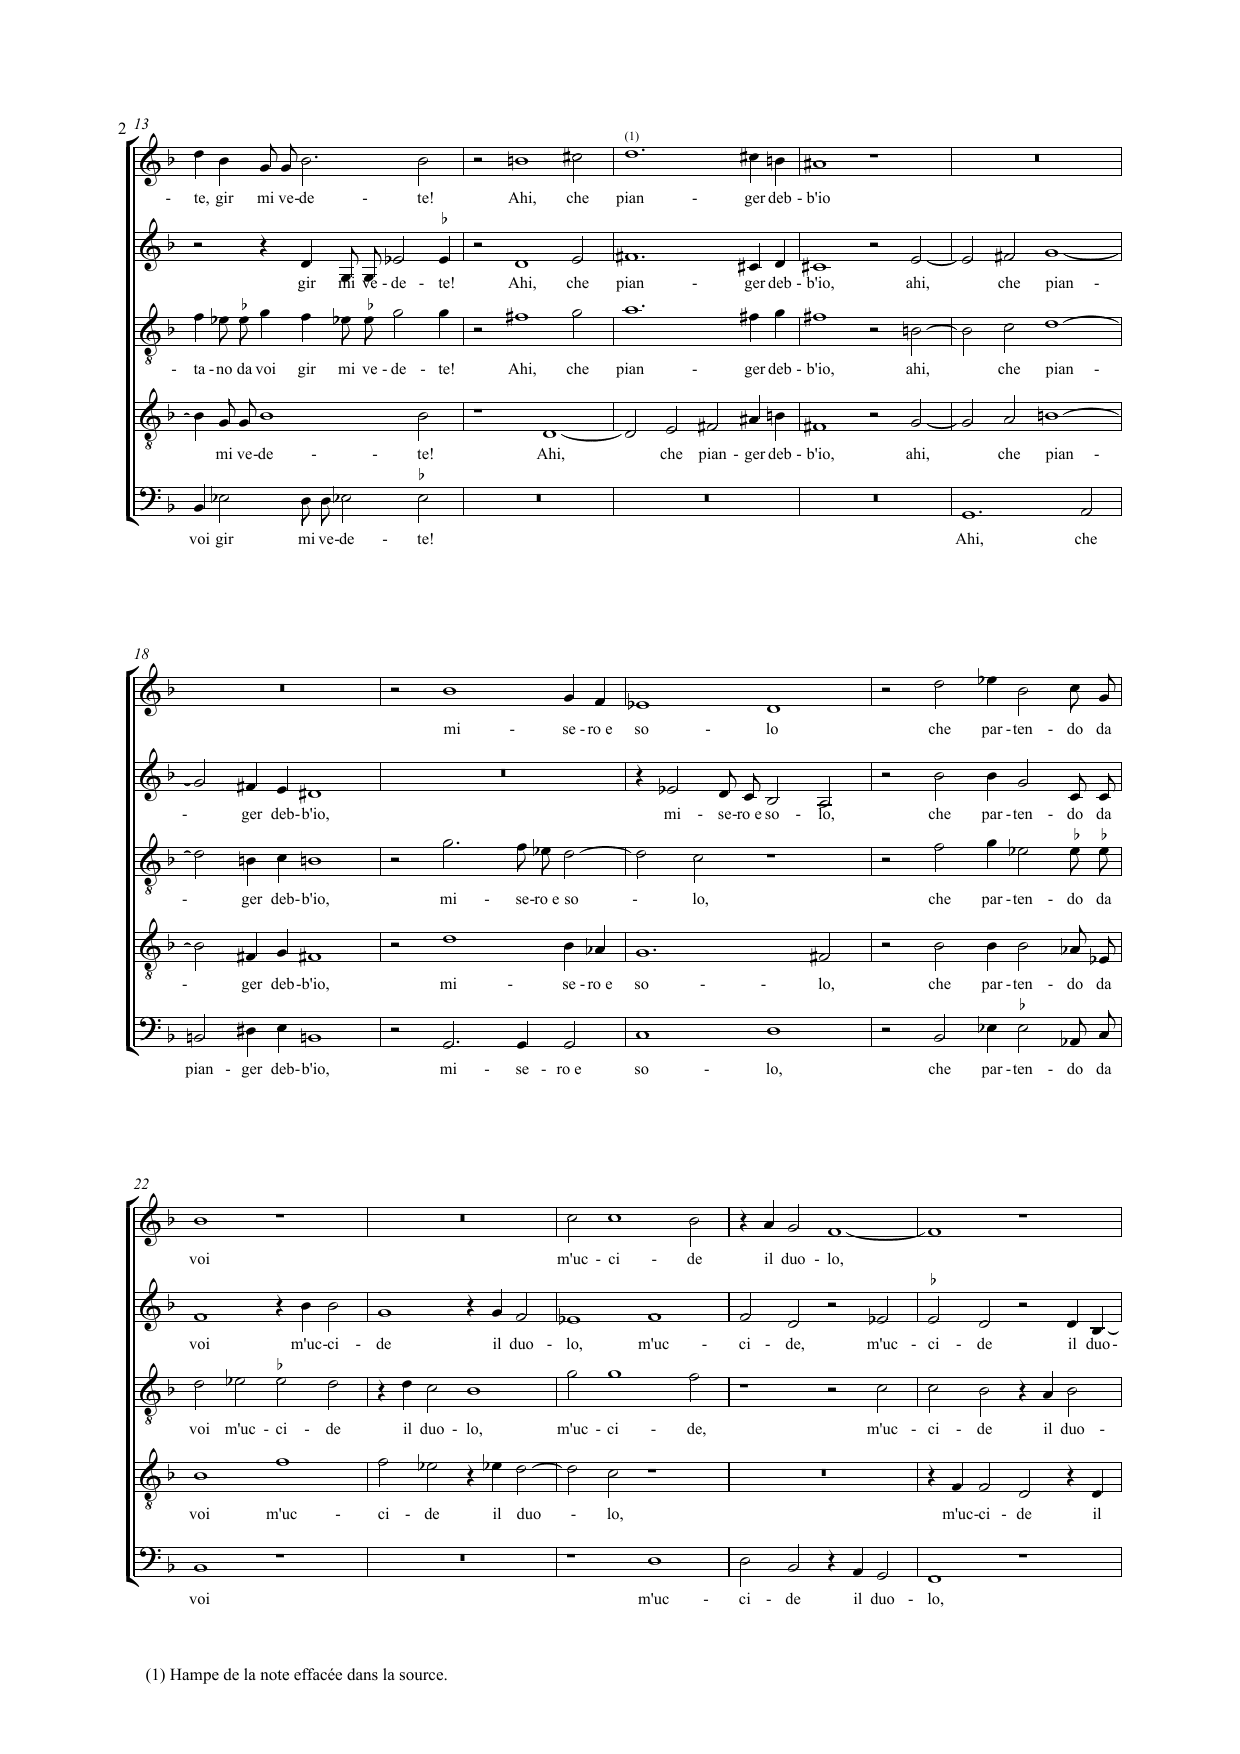 2 13
(1)
- te, gir mi ve-de - te! Ahi, che pian - ger deb - b'io
gir mi ve - de - te! Ahi, che pian - ger deb - b'io, ahi, che pian -
- ta - no da voi gir mi ve - de - te! Ahi, che pian - ger deb - b'io, ahi, che pian -
mi ve-de - - te! Ahi, che pian - ger deb - b'io, ahi, che pian -
voi gir mi ve-de - te! Ahi, che
18
mi - se - ro e so - lo che par - ten - do da
- ger deb-b'io, mi - se-ro e so - lo, che par - ten - do da
- ger deb-b'io, mi - se-ro e so - lo, che par - ten - do da
- ger deb-b'io, mi - se - ro e so - - lo, che par - ten - do da
pian - ger deb-b'io, mi - se - ro e so - lo, che par - ten - do da
22
voi m'uc - ci - de il duo - lo,
voi m'uc-ci - de il duo - lo, m'uc - ci - de, m'uc - ci - de il duo -
voi m'uc - ci - de il duo - lo, m'uc - ci - de, m'uc - ci - de il duo -
voi m'uc - ci - de il duo - lo, m'uc-ci - de il
voi m'uc - ci - de il duo - lo,
(1) Hampe de la note effacée dans la source.